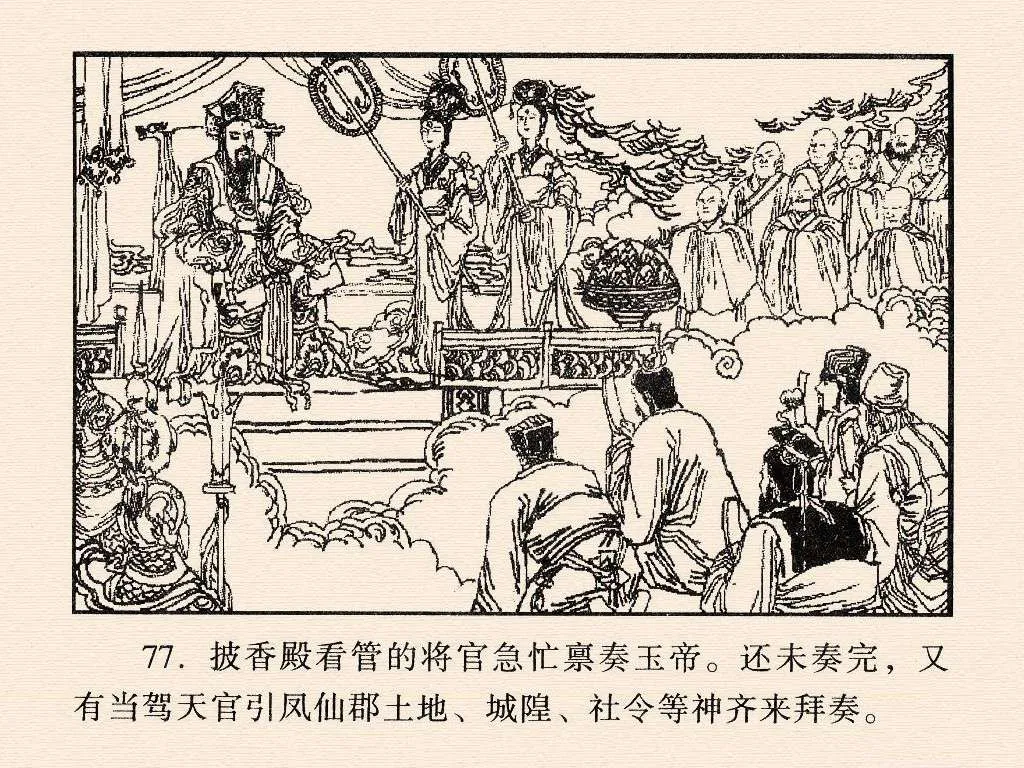 77. 披香殿看管的将官急忙禀奏玉帝。还未奏完，又
有当驾天官引凤仙郡土地、城隍、社令等神齐来拜奏。